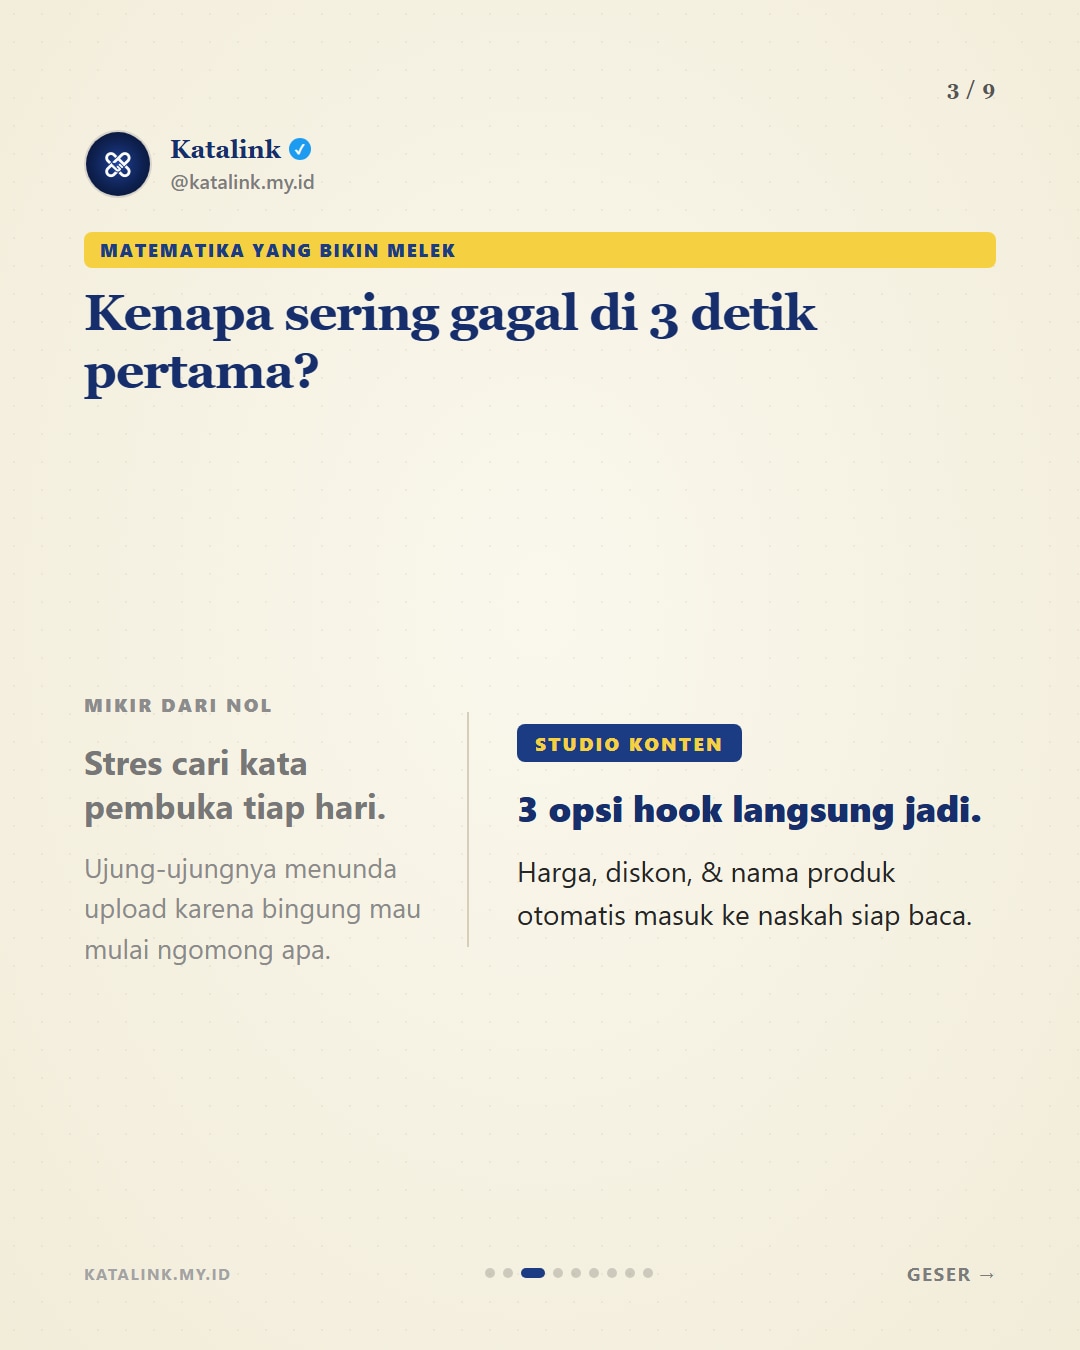 3 / 9
Katalink
@katalink.my.id
MATEMATIKA YANG BIKIN MELEK
Kenapa sering gagal di 3 detik
pertama?
MIKIR DARI NOL
Stres cari kata
pembuka tiap hari.
Ujung-ujungnya menunda
upload karena bingung mau
mulai ngomong apa.
STUDIO KONTEN
3 opsi hook langsung jadi.
Harga, diskon, & nama produk
otomatis masuk ke naskah siap baca.
KATALINK.MY.ID
GESER →